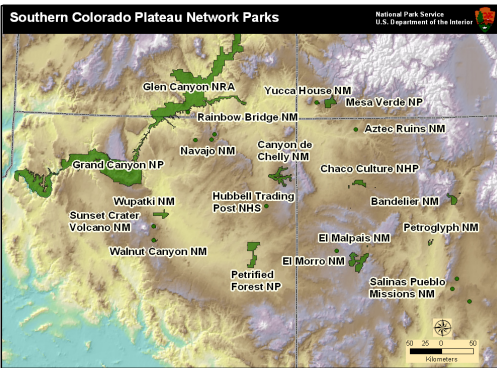 Southern Colorado Plateau Network Parks
National Park Service
U.S. Department of the Interior
Glen Canyon NRA
Yucca House NM
Mesa Verde NP
Rainbow Bridge NM
Aztec Ruins NM
Navajo NM
Canyon de
Chelly NM
Grand Canyon NP
Chaco Culture NHP
Wupatki NM
Hubbell Trading
Post NHS
Bandelier NM
Sunset Crater
Volcano NM
Petroglyph NM
El Malpais NM
Walnut Canyon NM
El Morro NM
Petrified
Forest NP
Salinas Pueblo
Missions NM
50 25 0 50
Kilometers